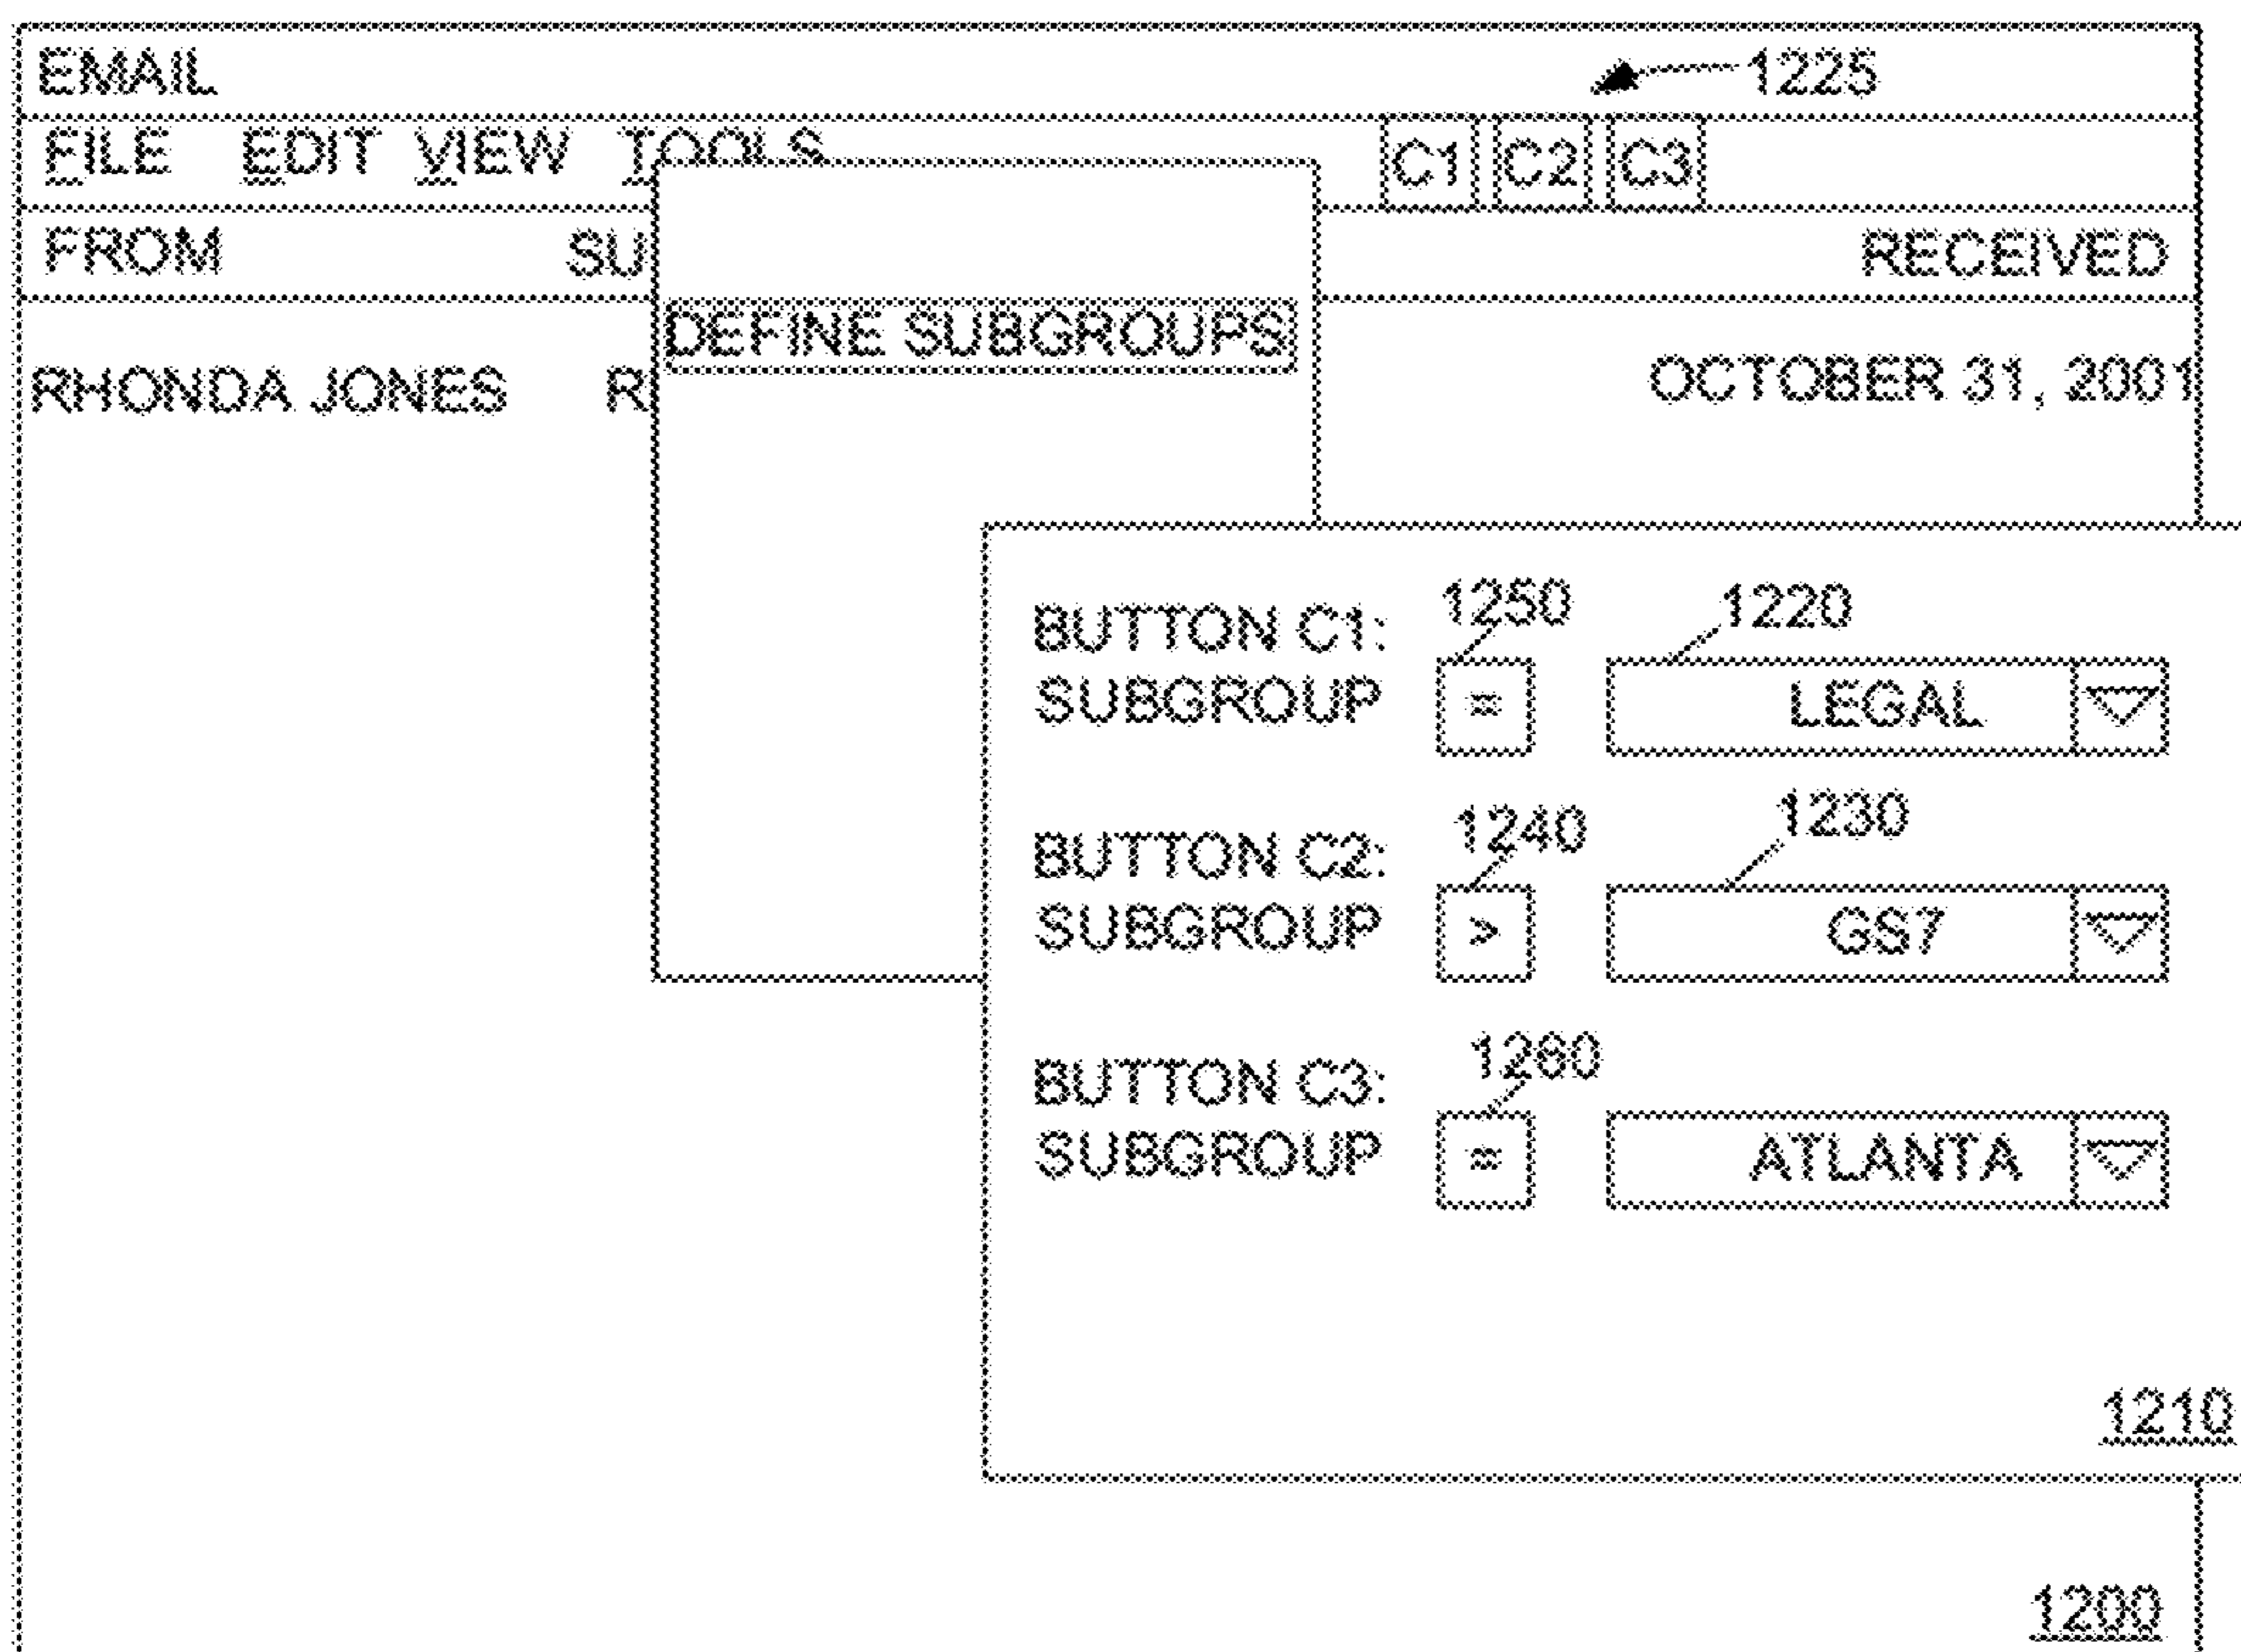 EMAIL 1225
FILE EDIT VIEW TOOLS C1 C2 C3
FROM SU RECEIVED
DEFINE SUBGROUPS
RHONDA JONES R OCTOBER 31, 2001
BUTTON C1: 1250 1220
SUBGROUP = LEGAL
BUTTON C2: 1240 1230
SUBGROUP > GS7
BUTTON C3: 1260
SUBGROUP = ATLANTA
1210
1200